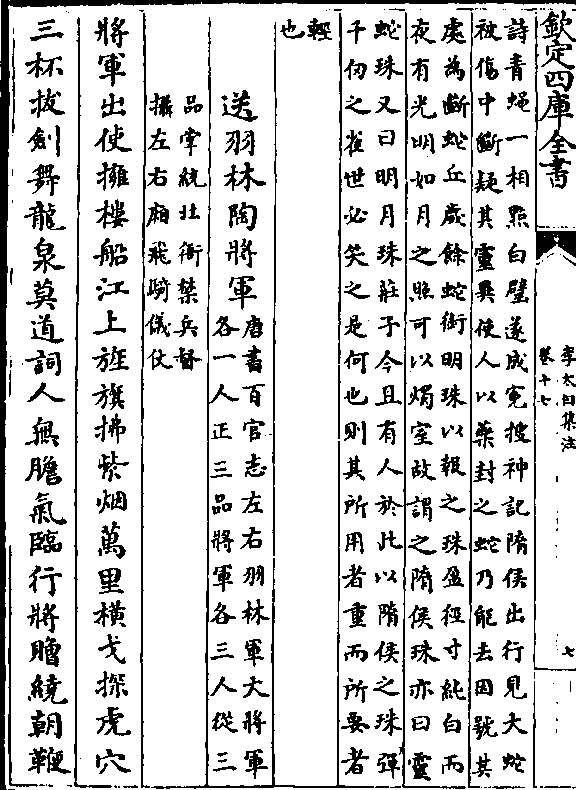 欽定四庫全書
李太白集注
卷十七
七
詩青蠅一相點白璧遂成寃搜神記隋侯出行見大蛇
被傷中斷疑其靈異使人以藥封之蛇乃能去因號其
處為斷蛇丘歲餘蛇銜明珠以報之珠盈徑寸純白而
夜有光明如月之照可以燭室故謂之隋侯珠亦曰靈
蛇珠又曰明月珠莊子今且有人於此以隋侯之珠彈
千仞之雀世必笑之是何也則其所用者重而所要者
輕
也
送羽林陶將軍
唐書百官志左右羽林軍大將軍
各一人正三品將軍各三人從三
品掌統北衙禁兵督
攝左右廂飛騎儀仗
將軍出使擁樓船江上旌旗拂紫烟萬里橫戈探虎穴
三杯拔劍舞龍泉莫道詞人無膽氣臨行將贈繞朝鞭